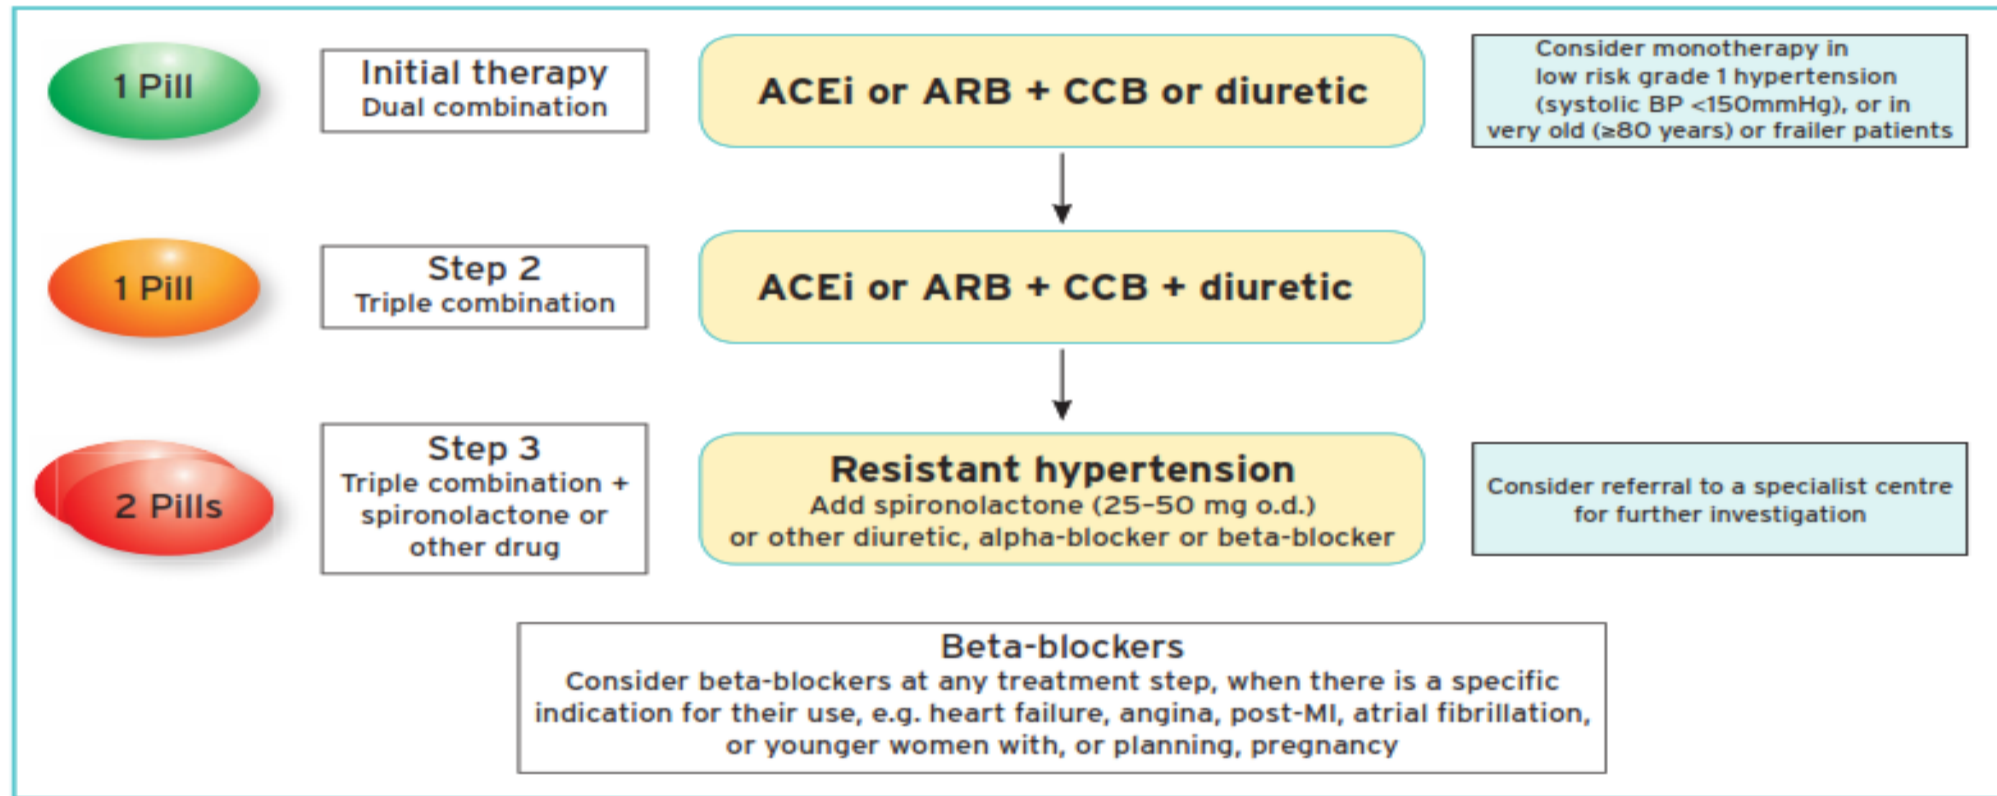 1 Pill
Initial therapy
Dual combination
ACEi or ARB + CCB or diuretic
Consider monotherapy in
low risk grade 1 hypertension
(systolic BP <150mmHg), or in
very old (≥80 years) or frailer patients
1 Pill
Step 2
Triple combination
ACEi or ARB + CCB + diuretic
2 Pills
Step 3
Triple combination +
spironolactone or
other drug
Resistant hypertension
Add spironolactone (25–50 mg o.d.)
or other diuretic, alpha-blocker or beta-blocker
Consider referral to a specialist centre
for further investigation
Beta-blockers
Consider beta-blockers at any treatment step, when there is a specific
indication for their use, e.g. heart failure, angina, post-MI, atrial fibrillation,
or younger women with, or planning, pregnancy